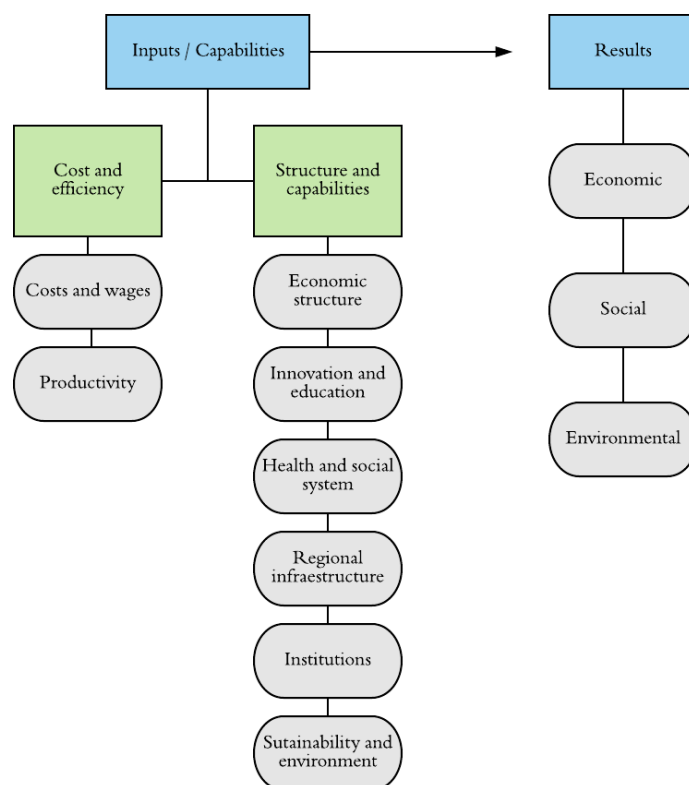 Inputs / Capabilities
Results
Cost and
efficiency
Structure and
capabilities
Economic
Costs and wages
Economic
structure
Social
Productivity
Innovation and
education
Environmental
Health and social
system
Regional
infraestructure
Institutions
Sutainability and
environment